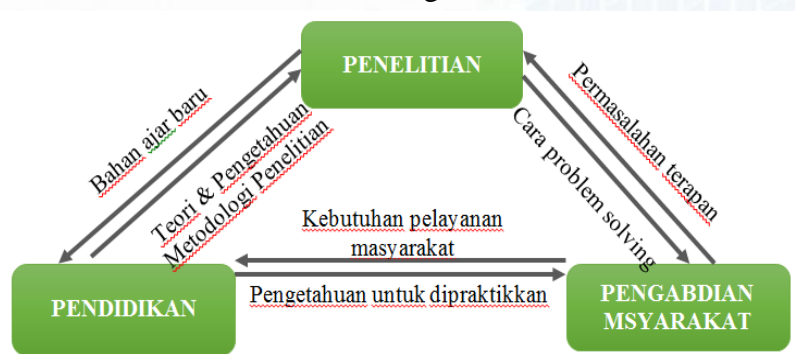 PENELITIAN
Bahan ajar baru
Teori & Pengetahuan
Metodologi Penelitian
Permasalahan terapan
Cara problem solving
Kebutuhan pelayanan
masyarakat
Pengetahuan untuk dipraktikkan
PENDIDIKAN
PENGABDIAN
MSYARAKAT